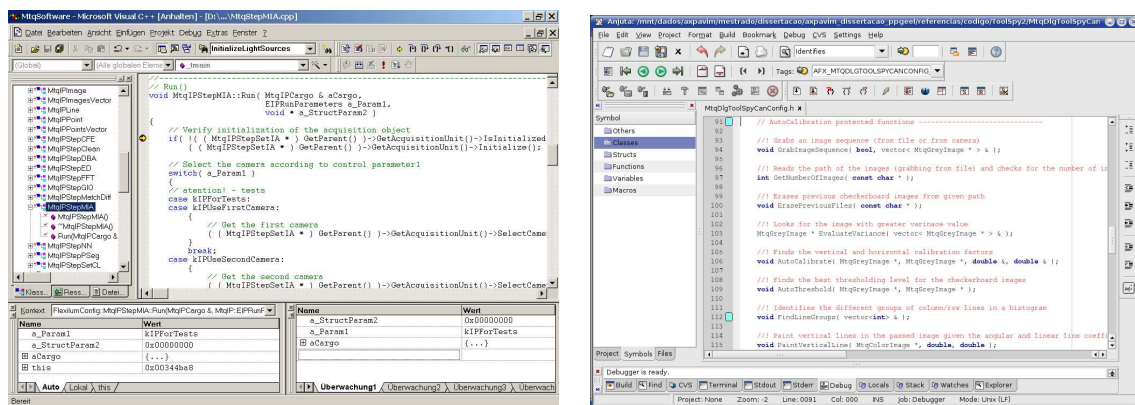 MtqSoftware - Microsoft Visual C++ [Anhalten] - [D:\...\MtqStepMIA.cpp]
Datei Bearbeiten Ansicht Einfügen Projekt Debug Extras Fenster ?
InitializeLightSources
(Global) (Alle globalen Eleme _tmain
MtqIPImage
MtqIPImagesVector
MtqIPLine
MtqIPPoint
MtqIPPointsVector
MtqIPStepCFE
MtqIPStepClean
MtqIPStepDBA
MtqIPStepED
MtqIPStepFFT
MtqIPStepGIO
MtqIPStepMatchDiff
MtqIPStepMIA
MtqIPStepMIA()
~MtqIPStepMIA()
Run(MtqIPCargo &
MtqIPStepNN
MtqIPStepPSeg
MtqIPStepSetCL
Klass... Ress... Datei...
//-----------------------------------------------------------------
// Run()
void MtqIPStepMIA::Run( MtqIPCargo & aCargo,
EIPRunParameters a_Param1,
void * a_StructParam2 )
{
// Verify initialization of the acquisition object
if( !( ( MtqIPStepSetIA * ) GetParent() )->GetAcquisitionUnit()->IsInitialized
( ( MtqIPStepSetIA * ) GetParent() )->GetAcquisitionUnit()->Initialize();
// Select the camera according to control parameter1
switch( a_Param1 )
{
// atention! - tests
case kIPForTests:
case kIPUseFirstCamera:
{
// Get the first camera
( ( MtqIPStepSetIA * ) GetParent() )->GetAcquisitionUnit()->SelectCame
}
break;
case kIPUseSecondCamera:
{
// Get the second camera
( ( MtqIPStepSetIA * ) GetParent() )->GetAcquisitionUnit()->SelectCame
Kontext: FlexiiumConfig:MtqIPStepMIA::Run(MtqIPCargo &, MtqIP::EIPRunF
Name Wert
a_Param1 kIPForTests
a_StructParam2 0x00000000
aCargo {...}
this 0x00344ba8
Auto Lokal this
Name Wert
a_StructParam2 0x00000000
a_Param1 kIPForTests
aCargo {...}
Überwachung1 Überwachung2 Überwachung3 Überwach
Bereit
Anjuta: /mnt/dados/axpavim/mestrado/dissertacao/axpavim_dissertacao_ppgeel/referencias/codigo/ToolSpy2/MtqDlgToolSpyCan
File Edit View Project Format Build Bookmark Debug CVS Settings Help
Identfies
Tags: AFX_MTQDLGTOOLSPYCANCONFIG_
MtqDlgToolSpyCanConfig.h x
Symbol
Others
Classes
Structs
Functions
Variables
Macros
Project Symbols Files
91 // AutoCalibration protected functions -------------------------------
92
93 //! Grabs an image sequence (from file or from camera)
94 void GrabImageSequence( bool, vector< MtqGreyImage * > & );
95
96 //! Reads the path of the images (grabbing from file) and checks for the number of im
97 int GetNumberOfImages( const char * );
98
99 //! Erases previous checkerboard images from given path
100 void ErasePreviousFiles( const char * );
101
102 //! Looks for the image with greater varinace value
103 MtqGreyImage * EvaluateVariance( vector< MtqGreyImage * > & );
104
105 //! Finds the vertical and horizontal calibration factors
106 void AutoCalibrate( MtqGreyImage *, MtqGreyImage *, double &, double & );
107
108 //! Finds the best thresholding level for the checkerboard images
109 void AutoThreshold( MtqGreyImage *, MtqGreyImage * );
110
111 //! Identifies the different groups of column/row lines in a histogram
112 void FindLineGroups( vector<int> & );
113
114 //! Paint vertical lines in the passed image given the angular and linear line coeffi
115 void PaintVerticalLine( MtqColorImage *, double, double );
Debugger is ready.
Build Find CVS Terminal Stdout Stderr Debug Locals Stack Watches Explorer
Project: None Zoom: -2 Line: 0091 Col: 000 INS Job: Debugger Mode: Unix (LF)